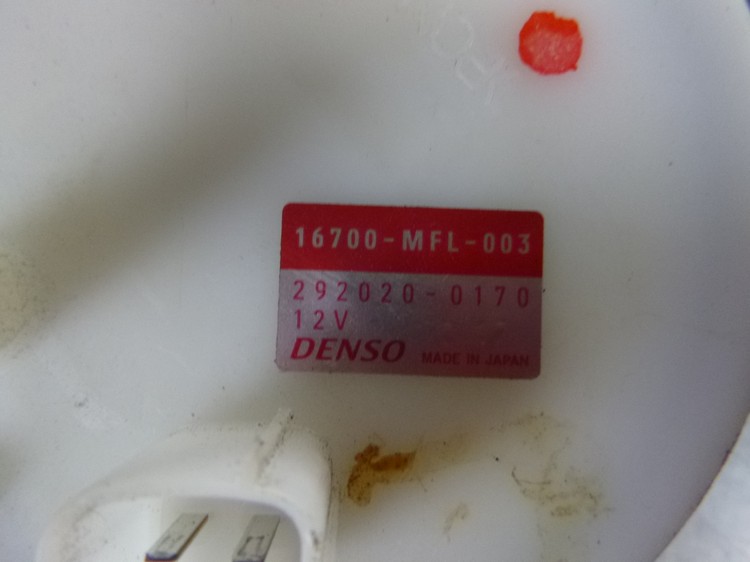 16700-MFL-003
292020-0170
12V
DENSO MADE IN JAPAN